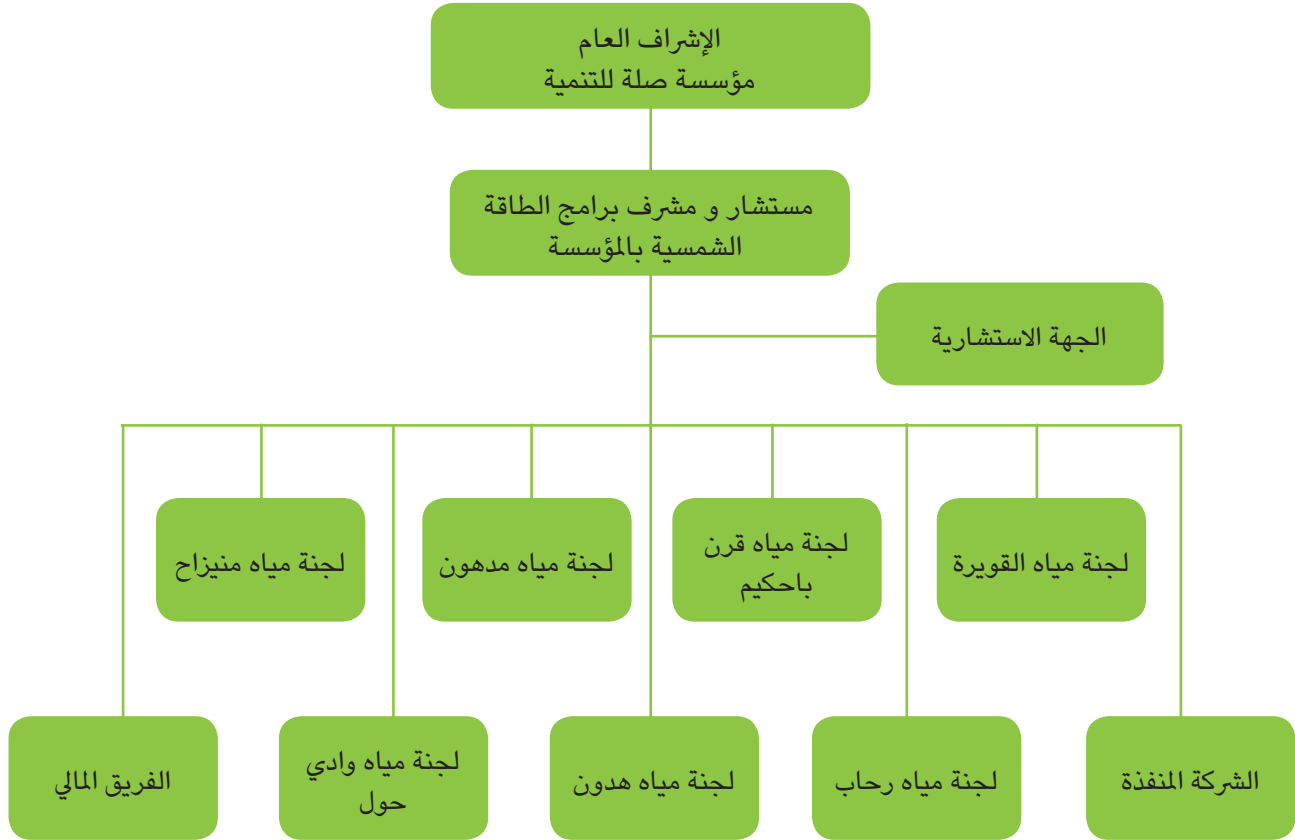 الإشراف العام
مؤسسة صلة للتنمية
مستشار و مشرف برامج الطاقة
الشمسية بالمؤسسة
الجهة الاستشارية
لجنة مياه القويرة
لجنة مياه قرن
باحكيم
لجنة مياه مدهون
لجنة مياه منيزاح
الشركة المنفذة
لجنة مياه رحاب
لجنة مياه هدون
لجنة مياه وادي
حول
الفريق المالي